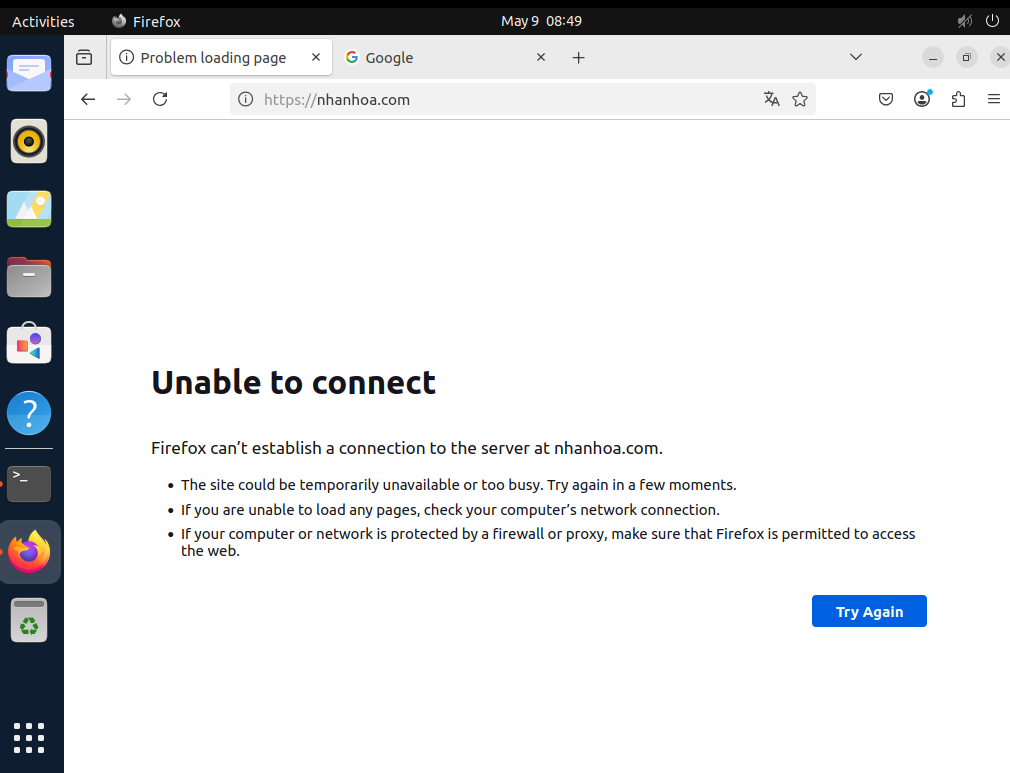 Activities
Firefox
May 9 08:49
Problem loading page
Google
https://nhanhoa.com
Unable to connect
Firefox can’t establish a connection to the server at nhanhoa.com.
The site could be temporarily unavailable or too busy. Try again in a few moments.
If you are unable to load any pages, check your computer’s network connection.
If your computer or network is protected by a firewall or proxy, make sure that Firefox is permitted to access
the web.
Try Again